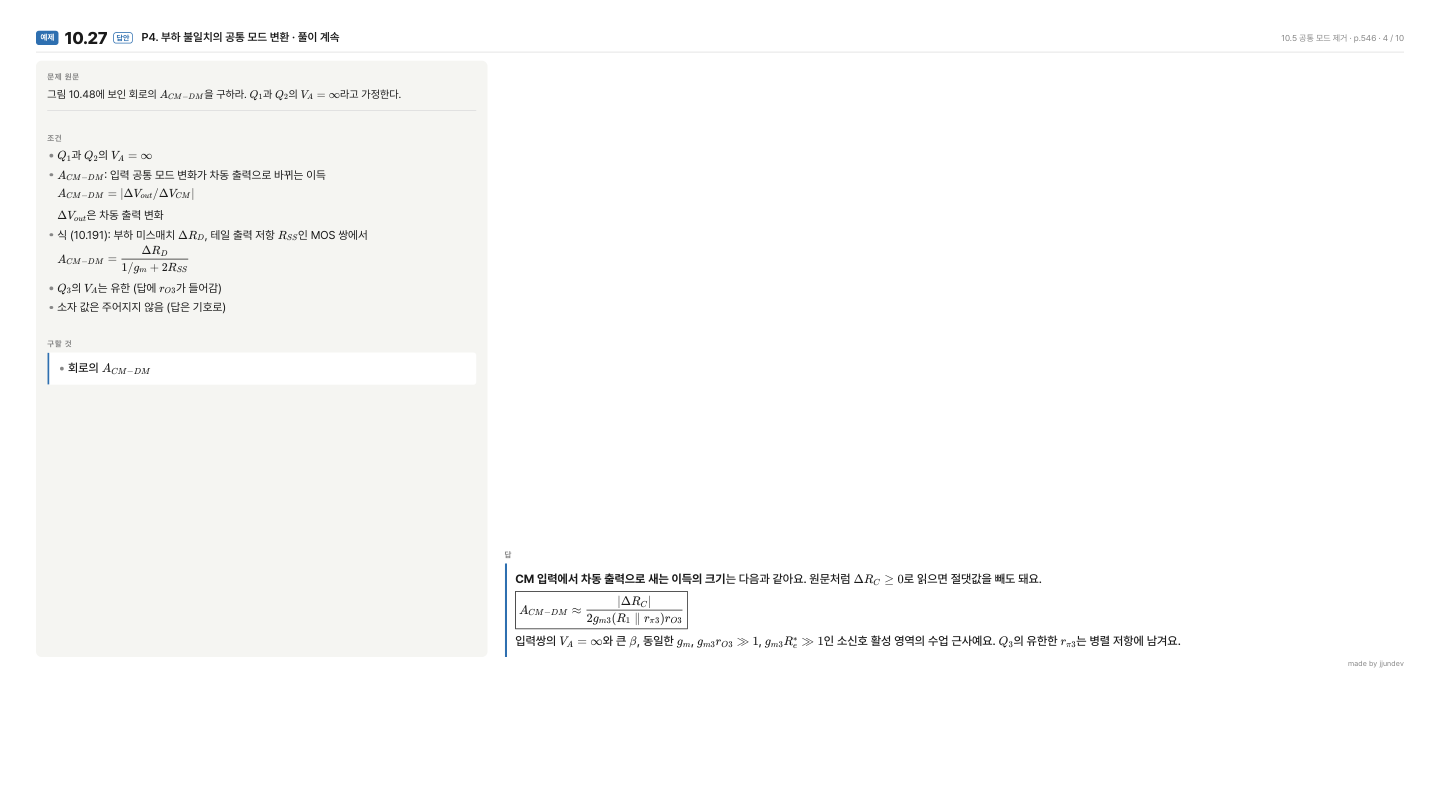 예제 10.27 답안 P4. 부하 불일치의 공통 모드 변환 · 풀이 계속
10.5 공통 모드 제거 · p.546 · 4 / 10
문제 원문
그림 10.48에 보인 회로의 A_{CM−DM}을 구하라. Q_1과 Q_2의 V_A = ∞라고 가정한다.
조건
• Q_1과 Q_2의 V_A = ∞
• A_{CM−DM}: 입력 공통 모드 변화가 차동 출력으로 바뀌는 이득
A_{CM−DM} = |ΔV_{out}/ΔV_{CM}|
ΔV_{out}은 차동 출력 변화
• 식 (10.191): 부하 미스매치 ΔR_D, 테일 출력 저항 R_{SS}인 MOS 쌍에서
A_{CM−DM} = \frac{ΔR_D}{1/g_m + 2R_{SS}}
• Q_3의 V_A는 유한 (답에 r_{O3}가 들어감)
• 소자 값은 주어지지 않음 (답은 기호로)
구할 것
• 회로의 A_{CM−DM}
답
CM 입력에서 차동 출력으로 새는 이득의 크기는 다음과 같아요. 원문처럼 ΔR_C ≥ 0로 읽으면 절댓값을 빼도 돼요.
A_{CM−DM} ≈ \frac{|ΔR_C|}{2g_{m3}(R_1 ∥ r_{π3})r_{O3}}
입력쌍의 V_A = ∞와 큰 β, 동일한 g_m, g_{m3}r_{O3} ≫ 1, g_{m3}R_e^* ≫ 1인 소신호 활성 영역의 수업 근사예요. Q_3의 유한한 r_{π3}는 병렬 저항에 남겨요.
made by jjundev